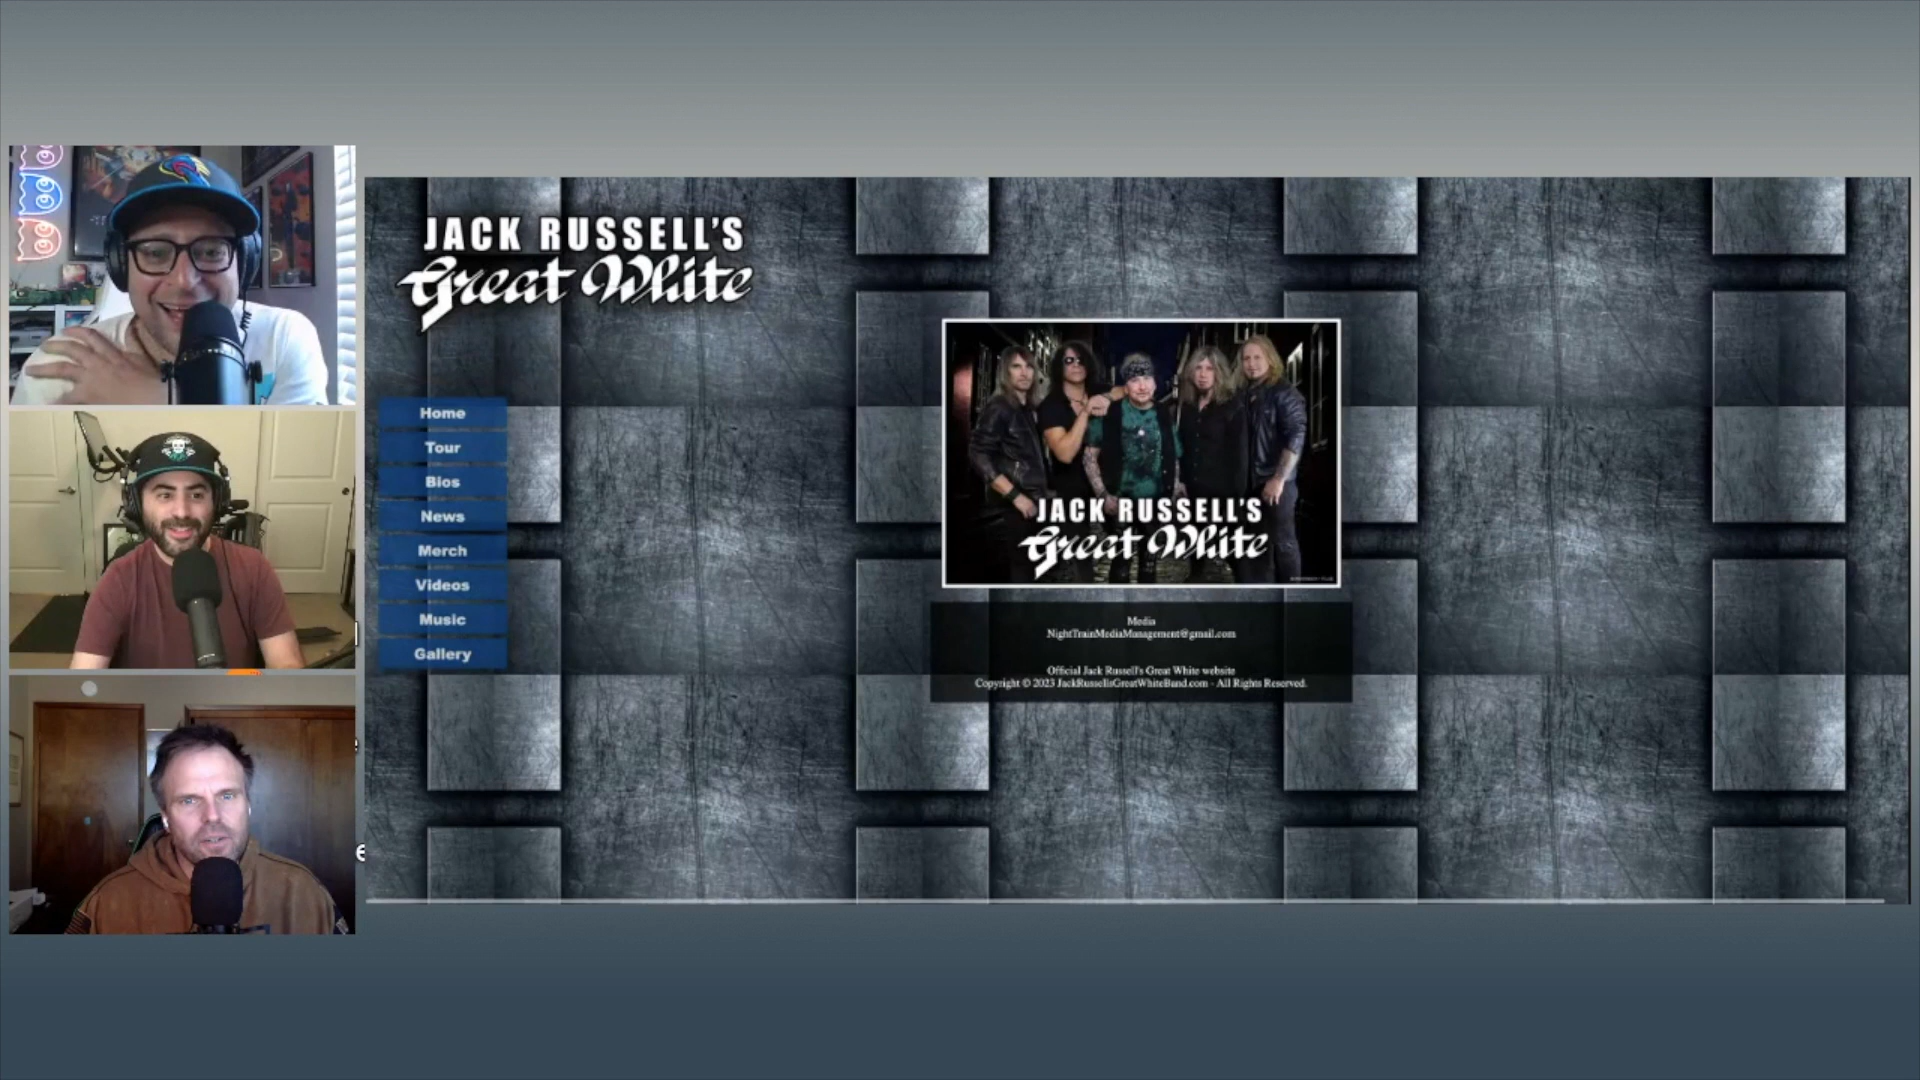 JACK RUSSELL'S
Great White
Home
Tour
Bios
News
Merch
Videos
Music
Gallery
JACK RUSSELL'S
Great White
Media
NightTrainMediaManagement@gmail.com
Official Jack Russell's Great White website
Copyright © 2023 JackRussellsGreatWhiteBand.com - All Rights Reserved.